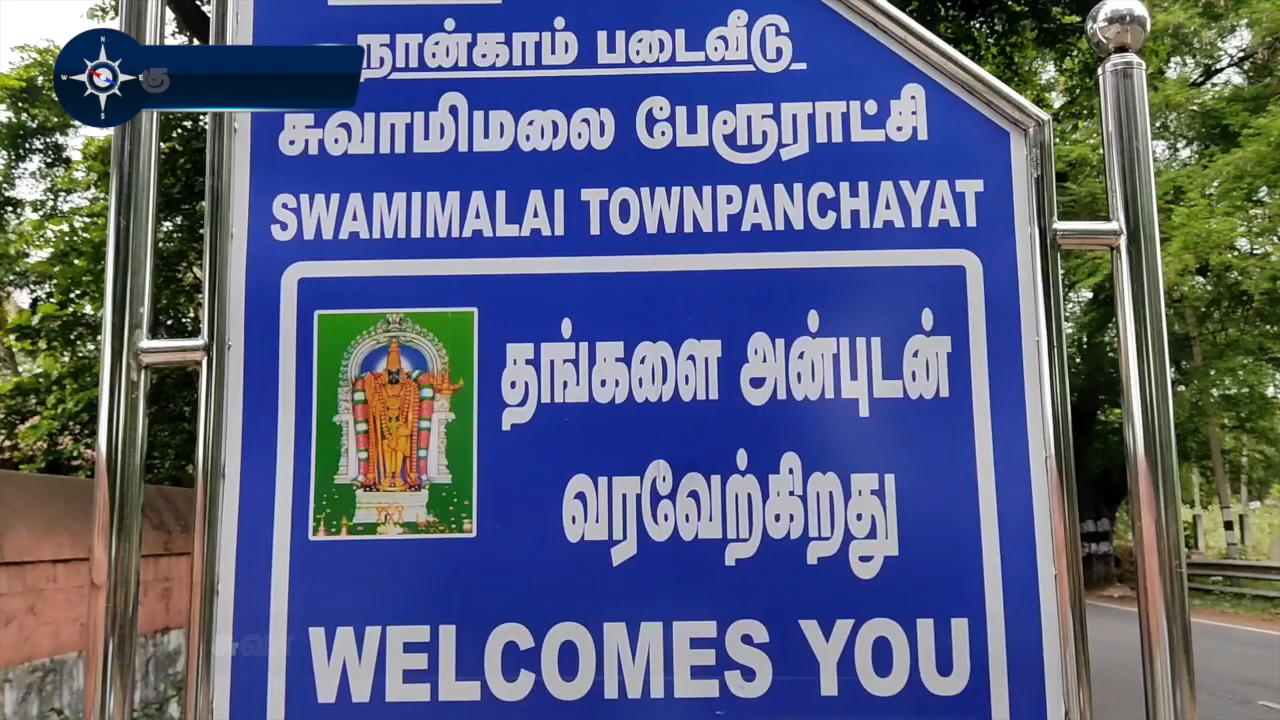 நான்காம் படைவீடு
சுவாமிமலை பேரூராட்சி
SWAMIMALAI TOWNPANCHAYAT
தங்களை அன்புடன்
வரவேற்கிறது
WELCOMES YOU